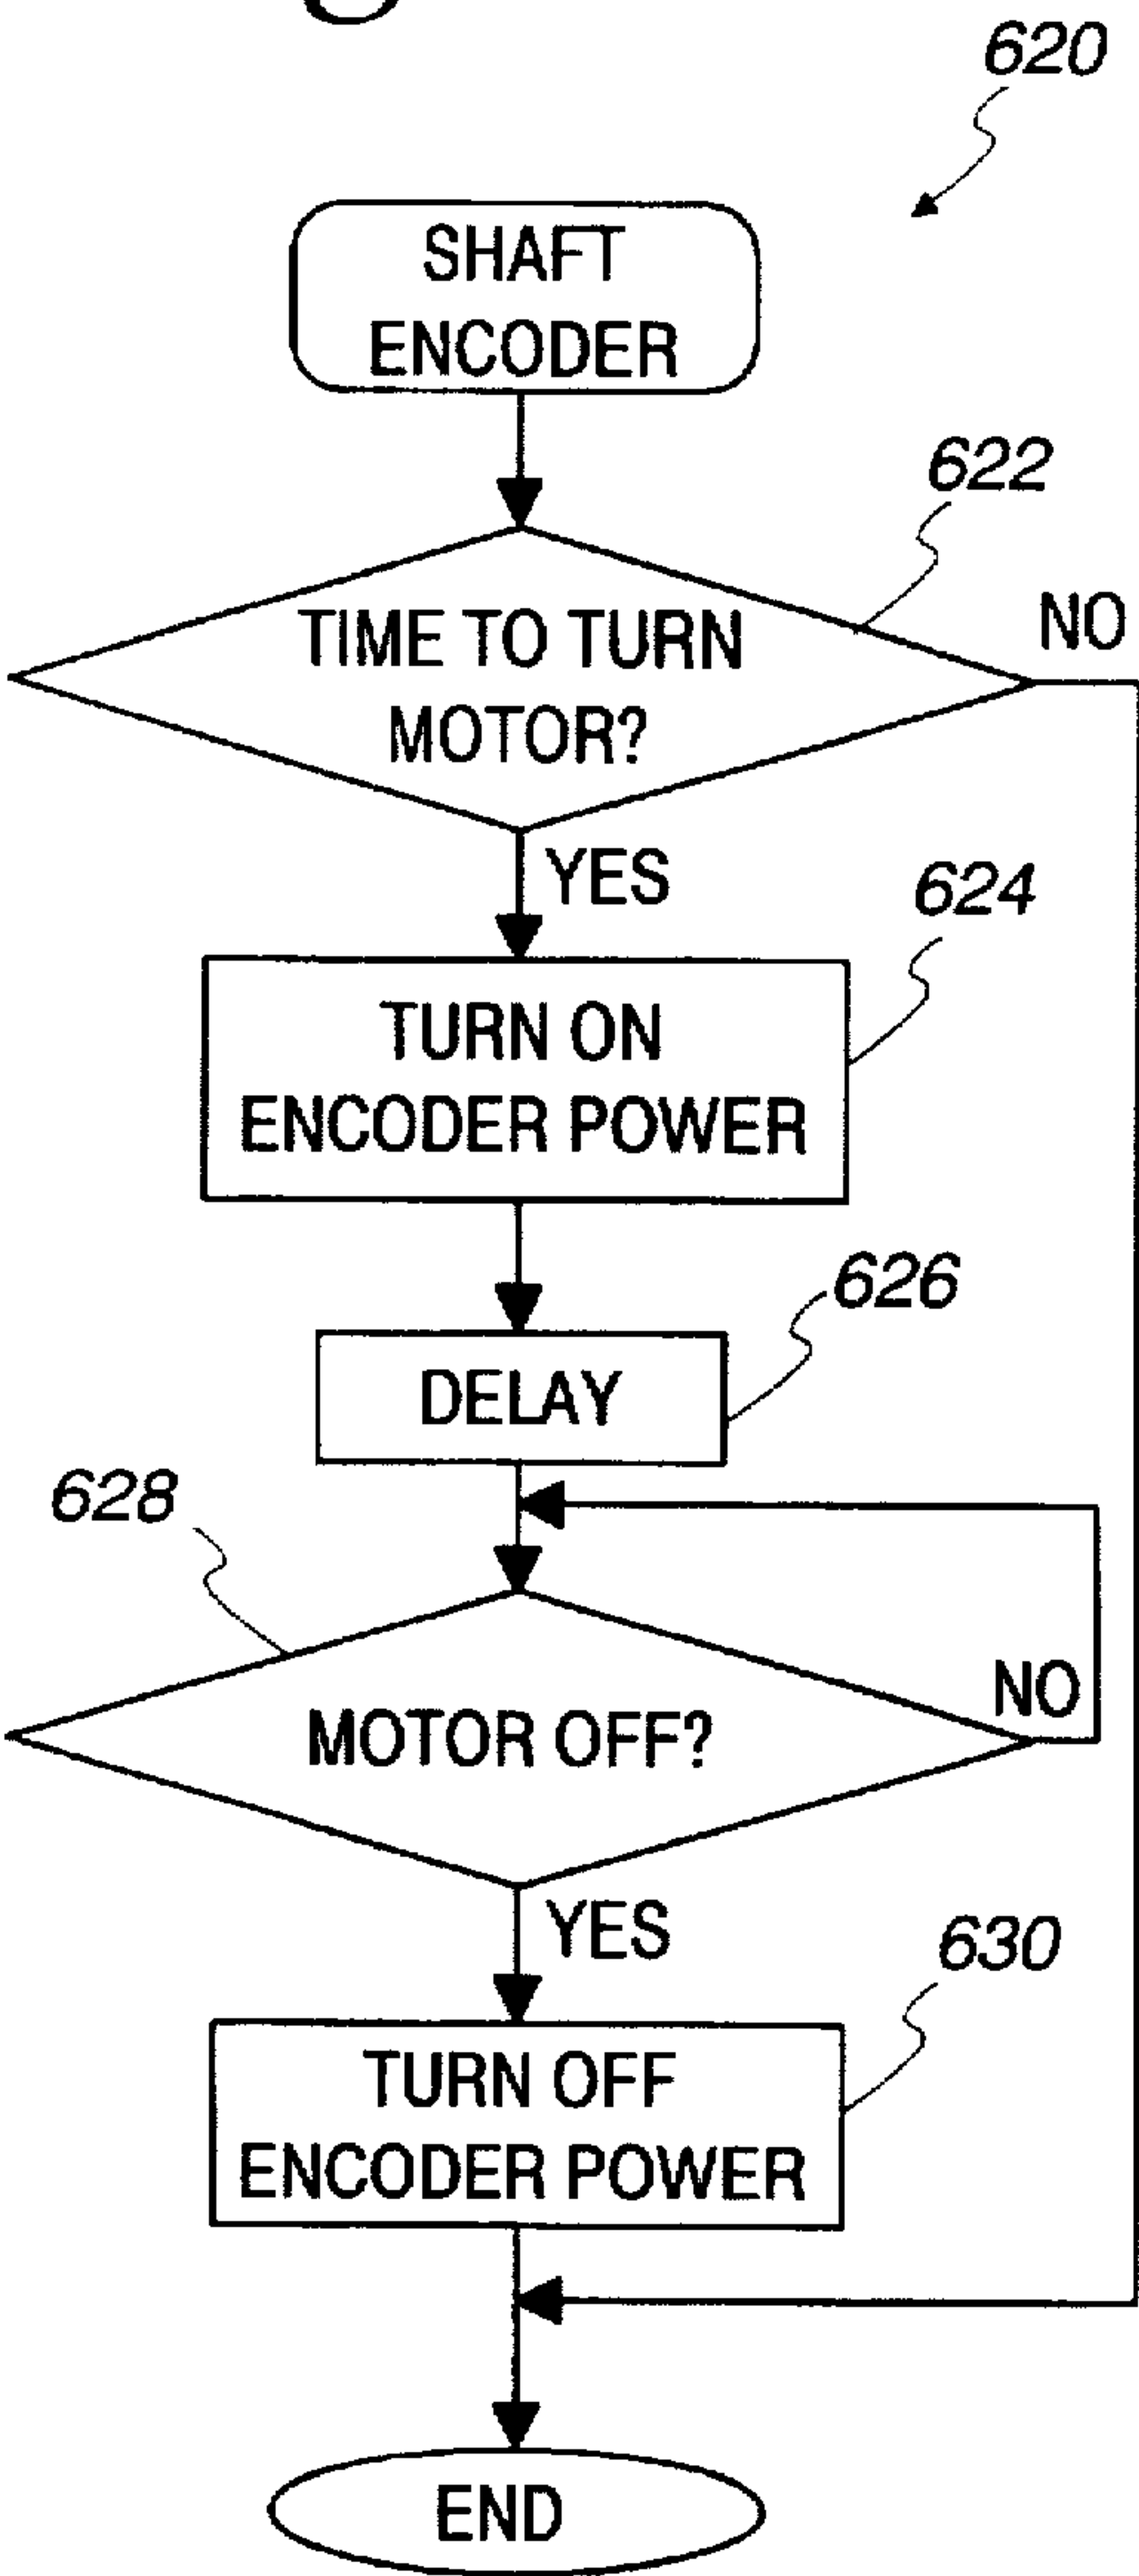 620
SHAFT
ENCODER
622
TIME TO TURN
MOTOR?
NO
YES
624
TURN ON
ENCODER POWER
626
DELAY
628
MOTOR OFF?
NO
YES
630
TURN OFF
ENCODER POWER
END